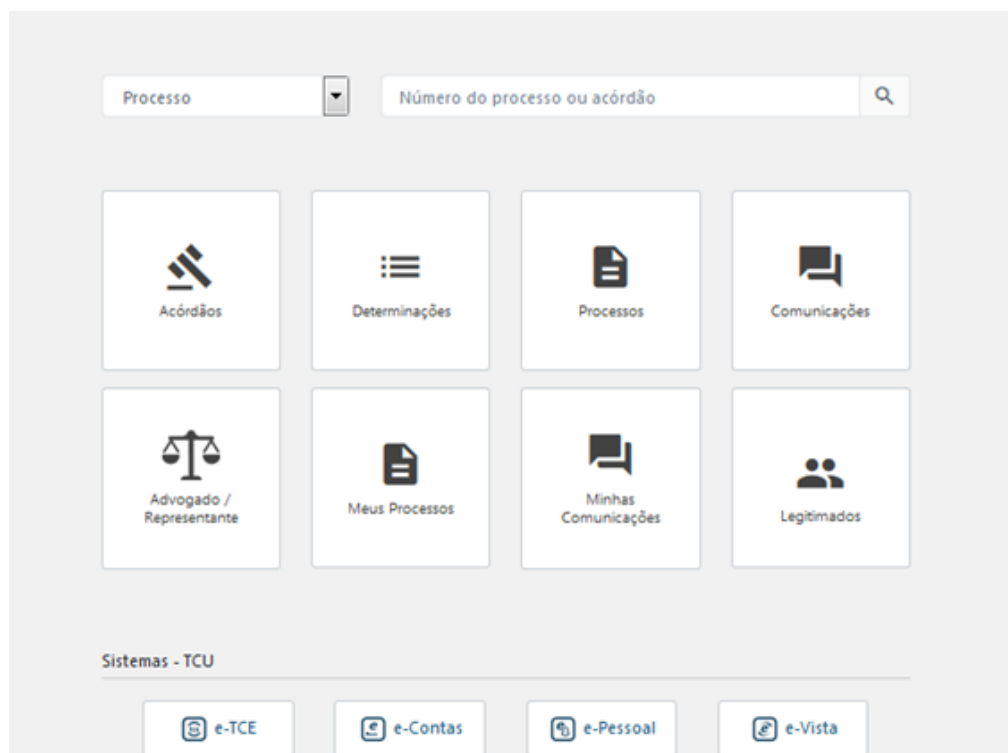 Processo
Número do processo ou acórdão
Acórdãos
Determinações
Processos
Comunicações
Advogado /
Representante
Meus Processos
Minhas
Comunicações
Legitimados
Sistemas - TCU
e-TCE
e-Contas
e-Pessoal
e-Vista